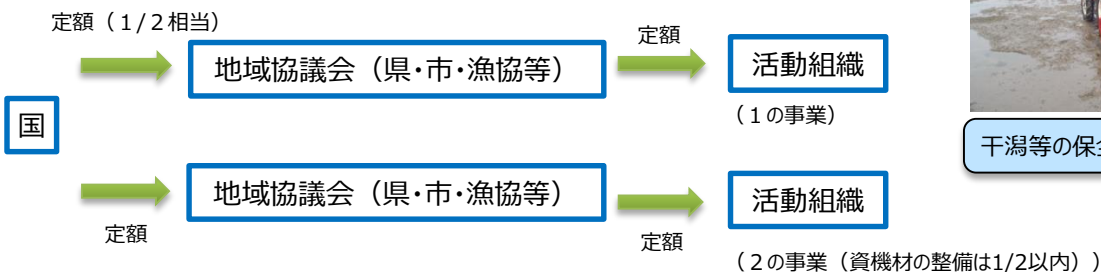 定額（１/２相当）
地域協議会（県・市・漁協等）
定額
活動組織
（１の事業）
国
干潟等の保
地域協議会（県・市・漁協等）
活動組織
定額
定額
（２の事業（資機材の整備は1/2以内））